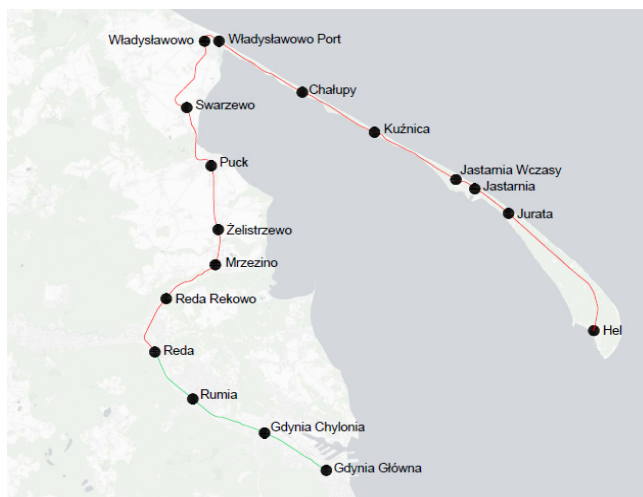 Władysławowo
Władysławowo Port
Chałupy
Swarzewo
Kuźnica
Puck
Jastarnia Wczasy
Jastarnia
Jurata
Żelistrzewo
Mrzezino
Reda Rekowo
Hel
Reda
Rumia
Gdynia Chylonia
Gdynia Główna